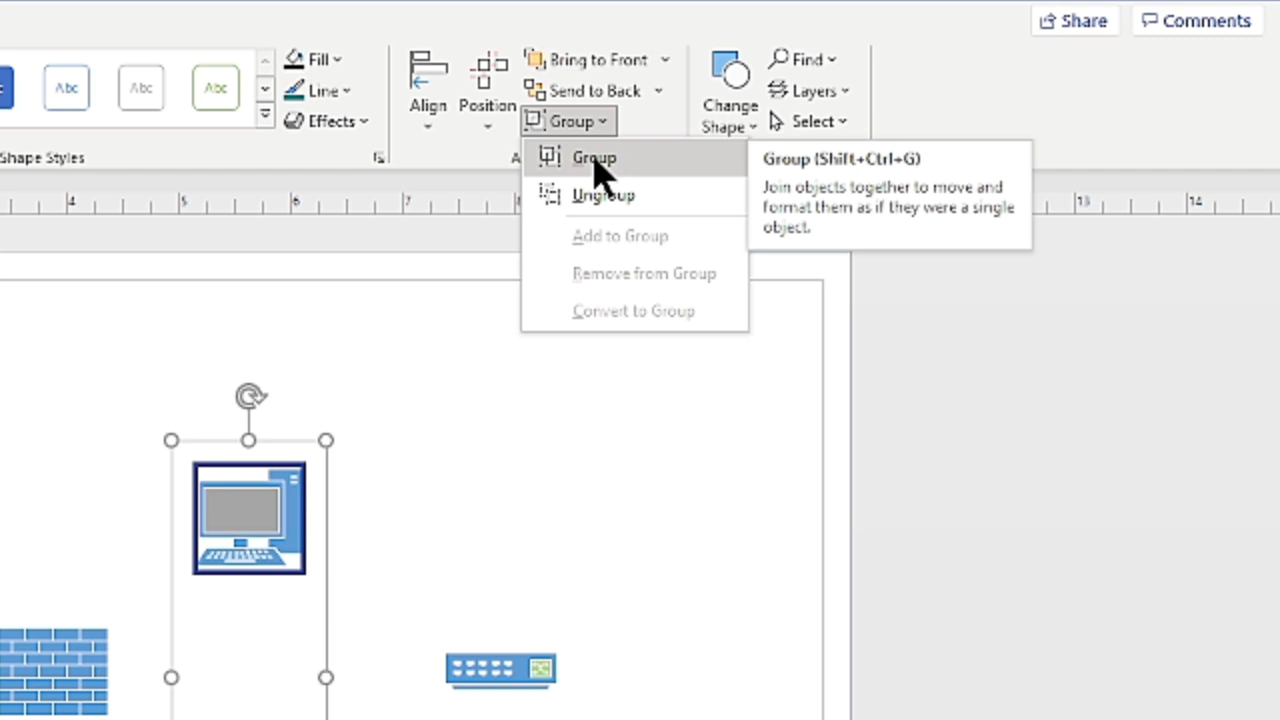 Share
Comments
Abc
Abc
Abc
Fill
Line
Effects
Shape Styles
Align
Position
Bring to Front
Send to Back
Group
Change
Shape
Find
Layers
Select
Group
Ungroup
Add to Group
Remove from Group
Convert to Group
Group (Shift+Ctrl+G)
Join objects together to move and
format them as if they were a single
object.
4 5 6 7 13 14